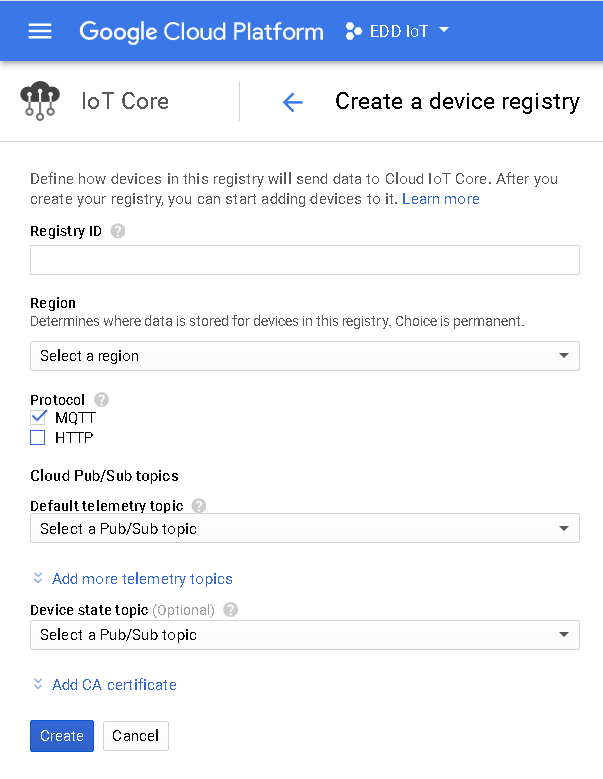 Google Cloud Platform EDD IoT
IoT Core Create a device registry
Define how devices in this registry will send data to Cloud IoT Core. After you
create your registry, you can start adding devices to it. Learn more
Registry ID ?
Region
Determines where data is stored for devices in this registry. Choice is permanent.
Select a region
Protocol ?
MQTT
HTTP
Cloud Pub/Sub topics
Default telemetry topic ?
Select a Pub/Sub topic
Add more telemetry topics
Device state topic (Optional) ?
Select a Pub/Sub topic
Add CA certificate
Create Cancel